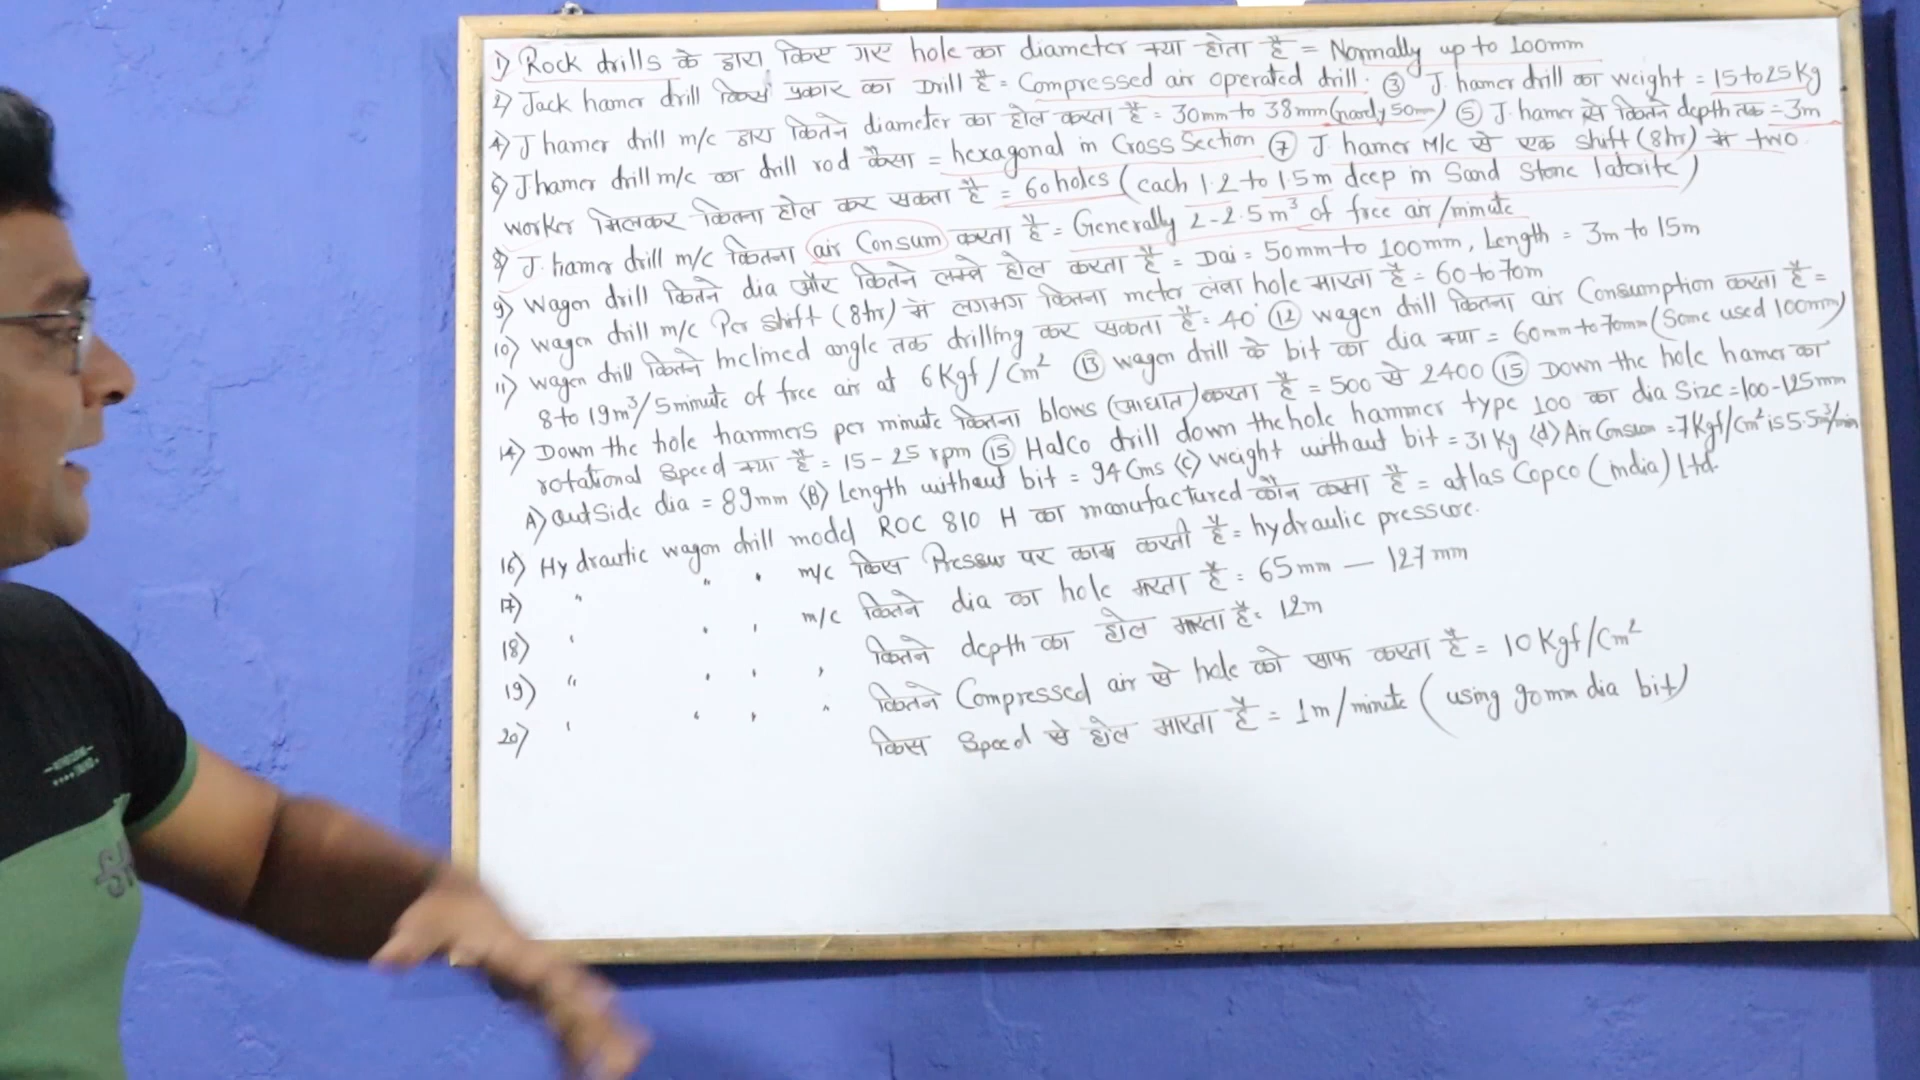 1) Rock drills के द्वारा किए गए hole का diameter क्या होता है = Normally up to 100mm
2) Jack hamer drill किस प्रकार का Drill है = Compressed air operated drill. ③ J. hamer drill का weight = 15 to 25 Kg
4) J hamer drill m/c द्वारा कितने diameter का होल करता है = 30mm to 38mm (hardly 50mm) ⑤ J. hamer से कितने depth तक = 3m
6) J hamer drill m/c का drill rod कैसा = hexagonal in Cross Section ⑦ J. hamer M/c से एक shift (8hr) में two
worker मिलकर कितना होल कर सकता है = 60 holes (each 1.2 to 1.5m deep in Sand Stone laterite)
8) J. hamer drill m/c कितना air Consum करता है = Generally 2-2.5 m³ of free air/minute
9) Wagen drill कितने dia और कितने लम्बे होल करता है = Dai = 50mm to 100mm, Length = 3m to 15m
10) wagen drill m/c Per shift (8hr) में लगभग कितना meter लंबा hole मारता है = 60 to 70m
11) wagen drill कितने Inclined angle तक drilling कर सकता है = 40° ⑫ wagen drill कितना air Consumption करता है =
8 to 19m³/5minute of free air at 6 Kgf/Cm² ⑬ wagen drill के bit का dia क्या = 60mm to 70mm (Some used 100mm)
14) Down the hole hammers per minute कितना blows (आघात) करता है = 500 से 2400 ⑮ Down the hole hamer का
rotational Speed क्या है = 15-25 rpm ⑮ Halco drill down the hole hammer type 100 का dia Size = 100-125mm
A) out Side dia = 89mm (B) Length without bit = 94 Cms (C) weight without bit = 31 Kg (d) Air Consum = 7Kgf/Cm² is 5.5m³/min
16) Hydraulic wagon drill model ROC 810 H का manufactured कौन करता है = atlas Copco (india) Ltd.
17) " " " m/c किस Pressur पर काम करती है = hydraulic pressure.
18) " " " m/c कितने dia का hole मारता है = 65mm — 127mm
19) " " " " कितने depth का होल मारता है = 12m
20) " " " " कितने Compressed air से hole को साफ करता है = 10 Kgf/Cm²
किस Speed से होल मारता है = 1m/minute (using 90mm dia bit)